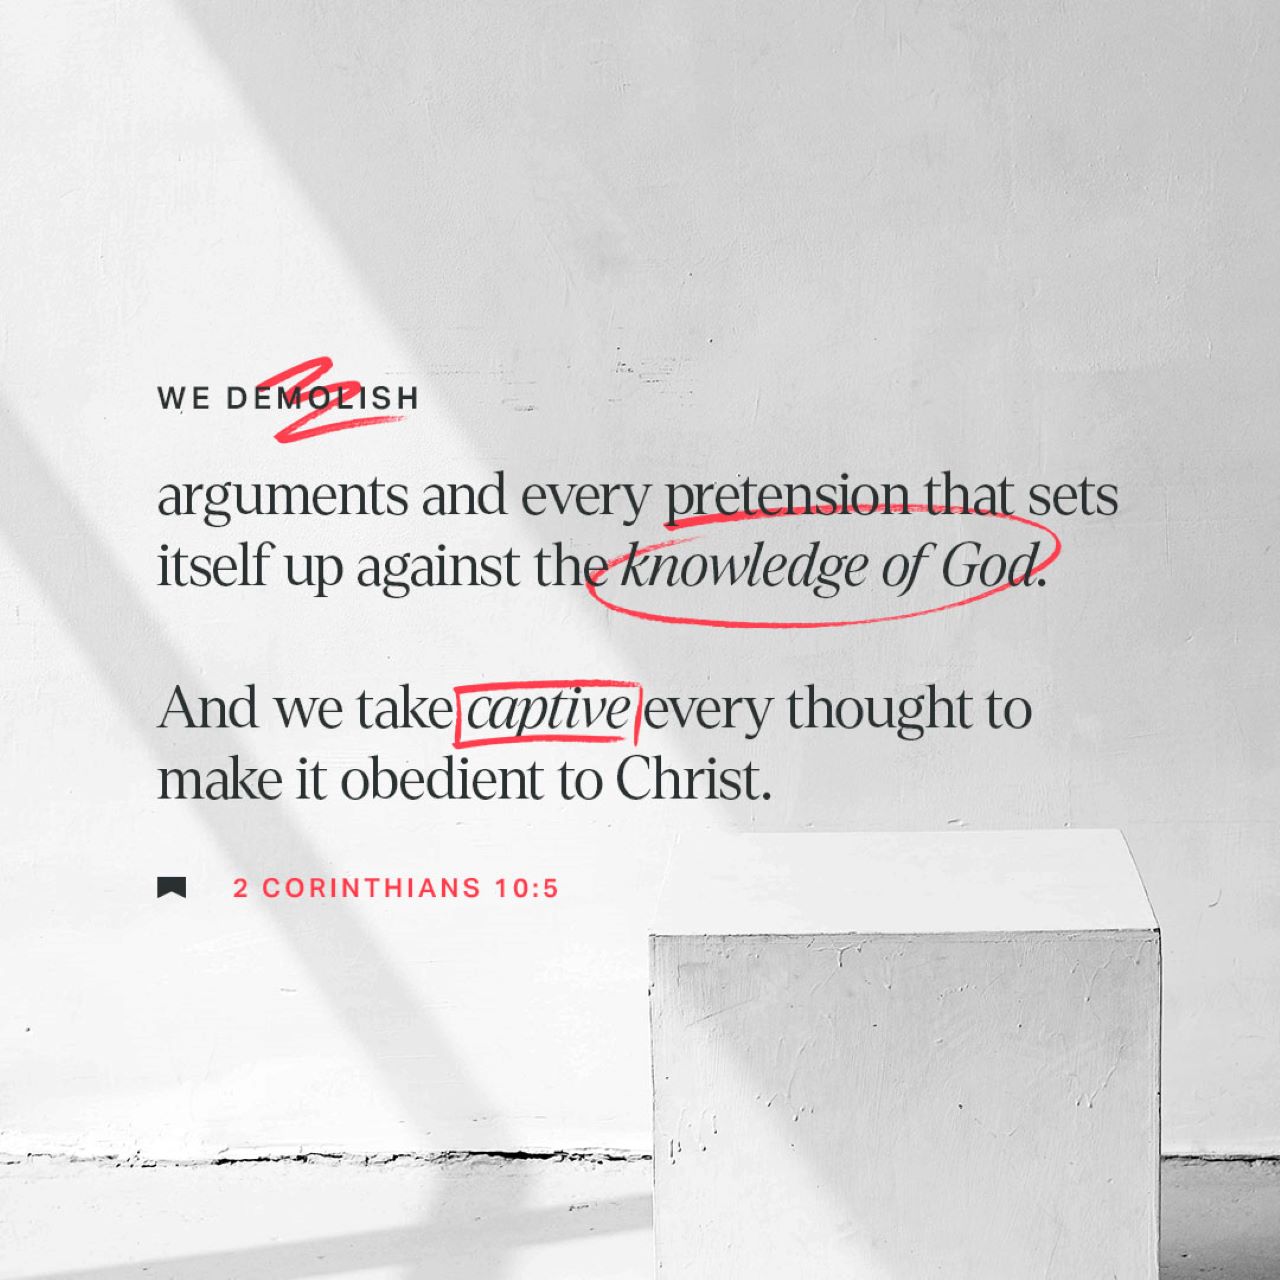 WE DEMOLISH
arguments and every pretension that sets
itself up against the knowledge of God.
And we take captive every thought to
make it obedient to Christ.
2 CORINTHIANS 10:5